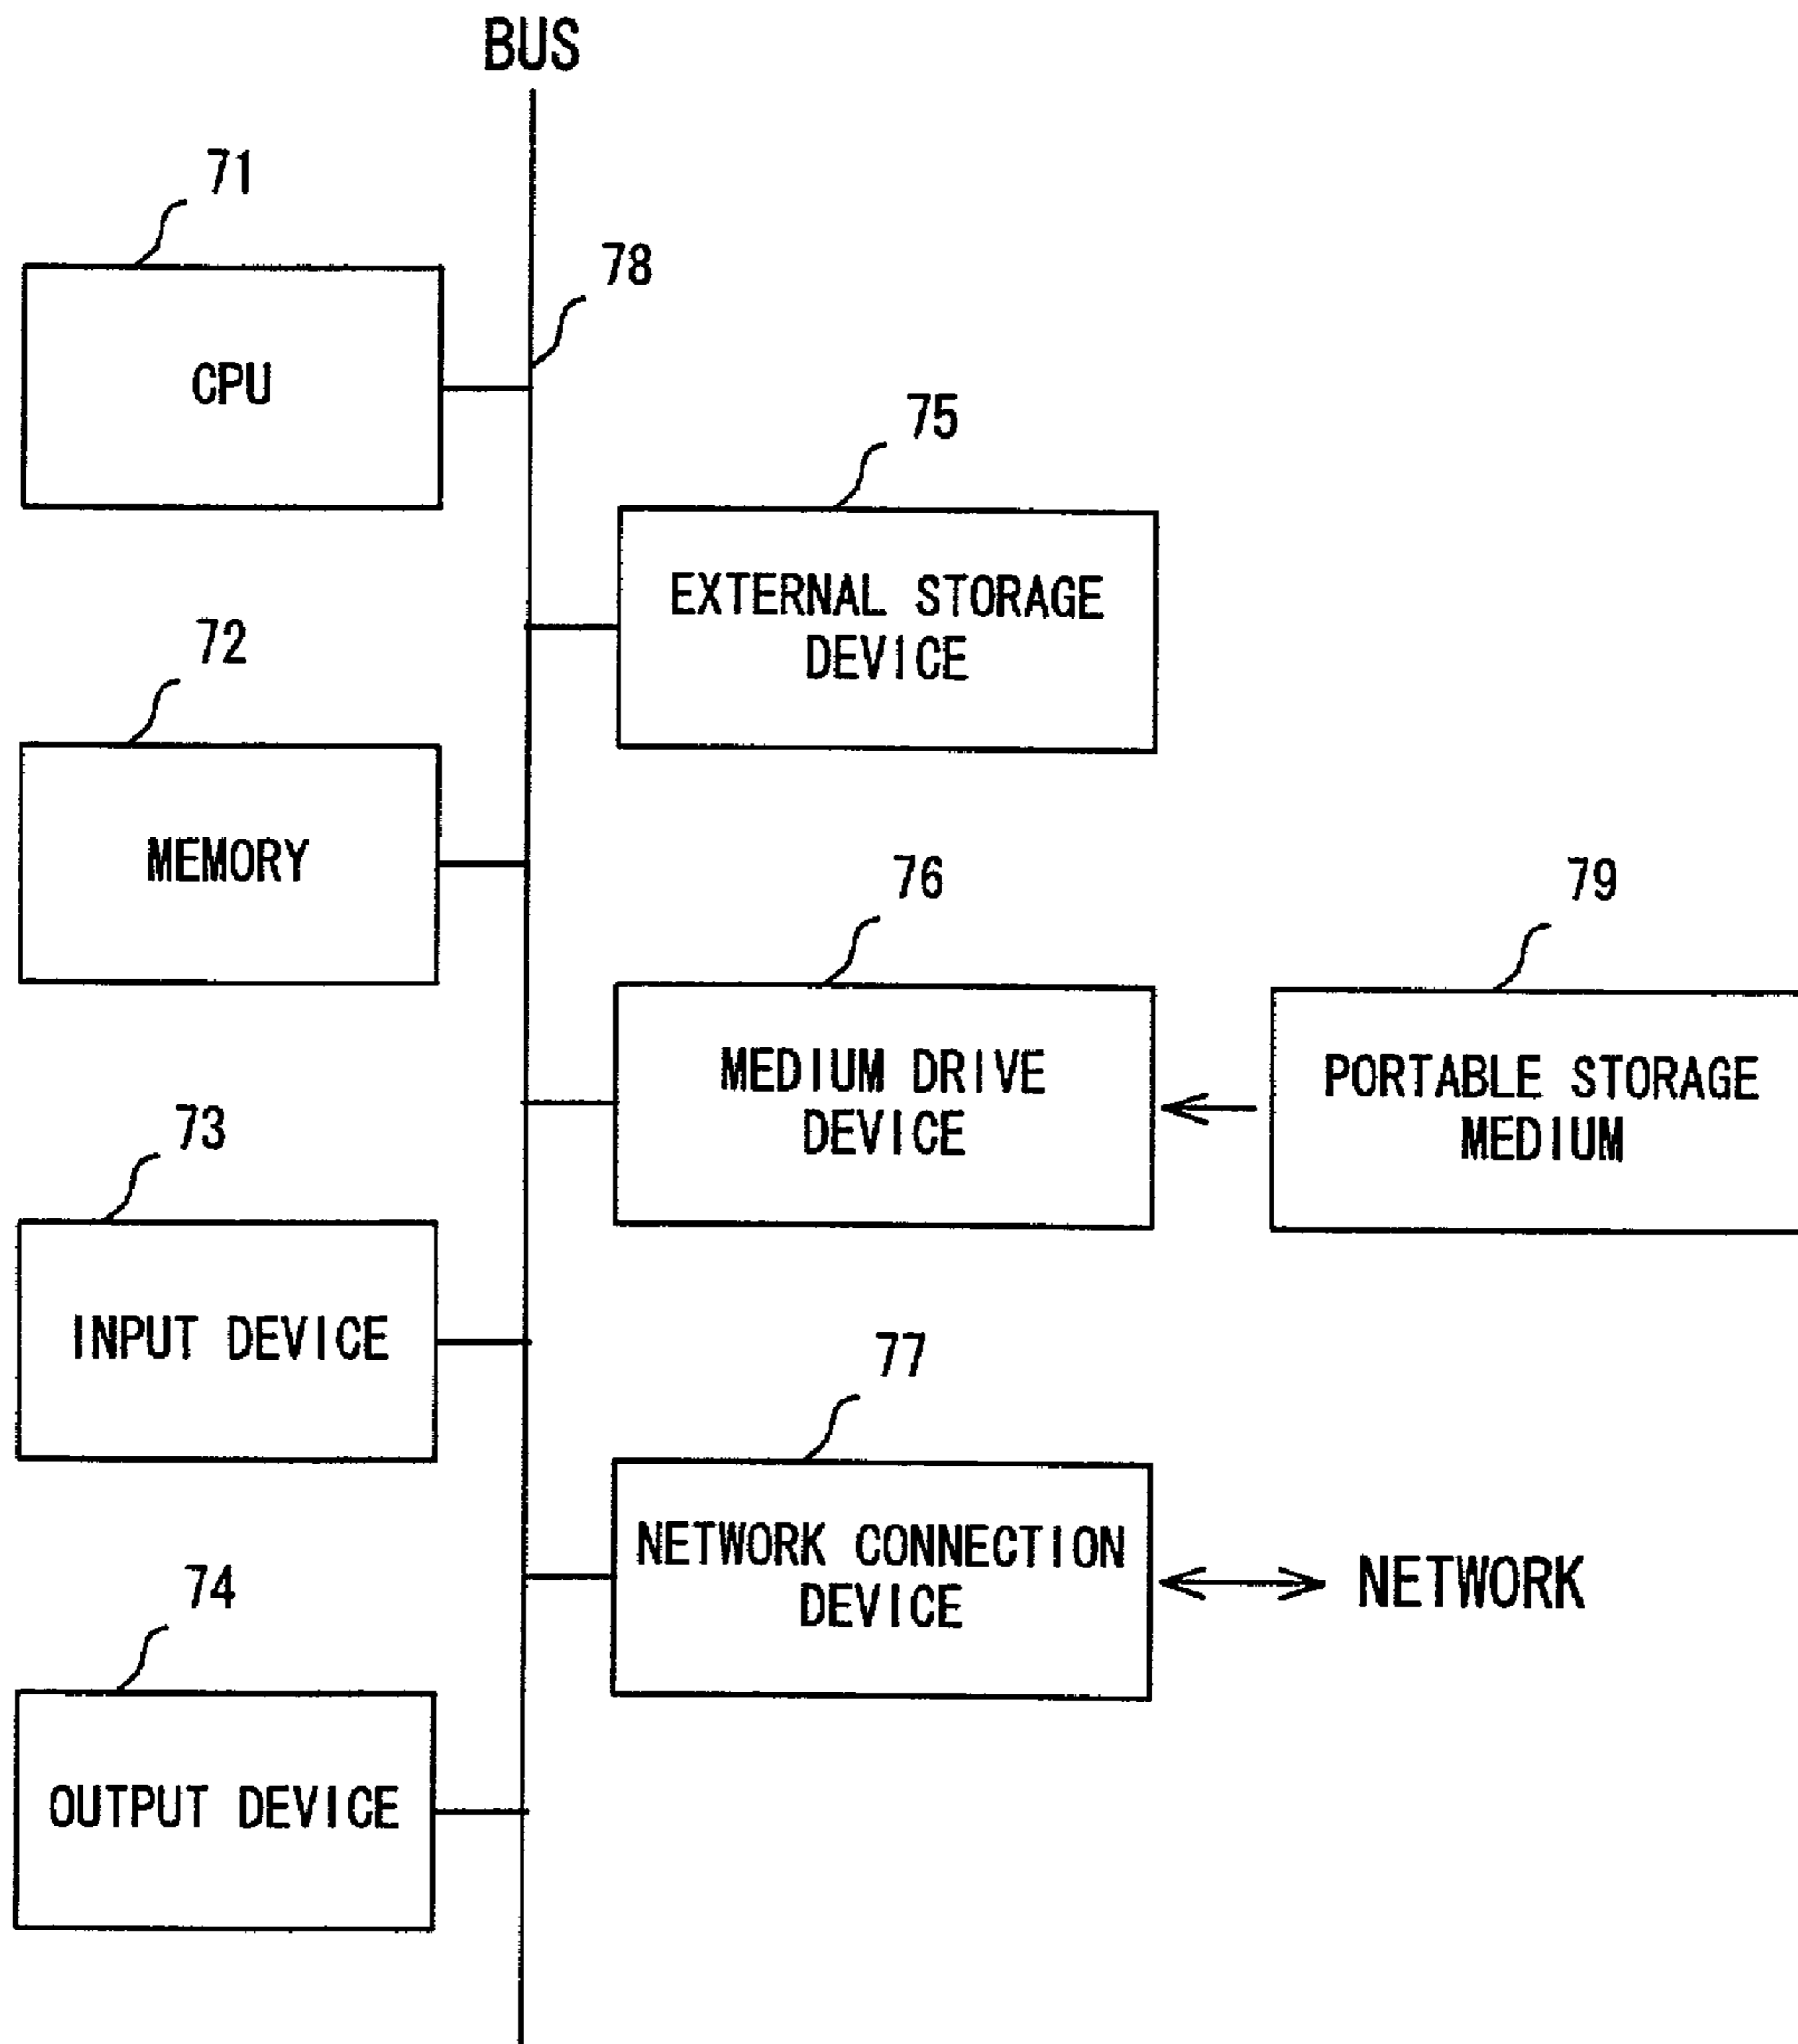 BUS
71
78
CPU
75
EXTERNAL STORAGE
DEVICE
72
MEMORY
76
79
MEDIUM DRIVE
DEVICE
PORTABLE STORAGE
MEDIUM
73
INPUT DEVICE
77
NETWORK CONNECTION
DEVICE
NETWORK
74
OUTPUT DEVICE